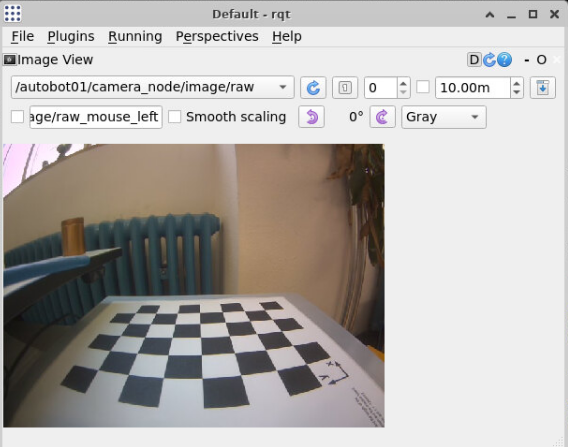 Default - rqt
File Plugins Running Perspectives Help
Image View D - O
/autobot01/camera_node/image/raw 0 10.00m
age/raw_mouse_left Smooth scaling 0° Gray
x
y